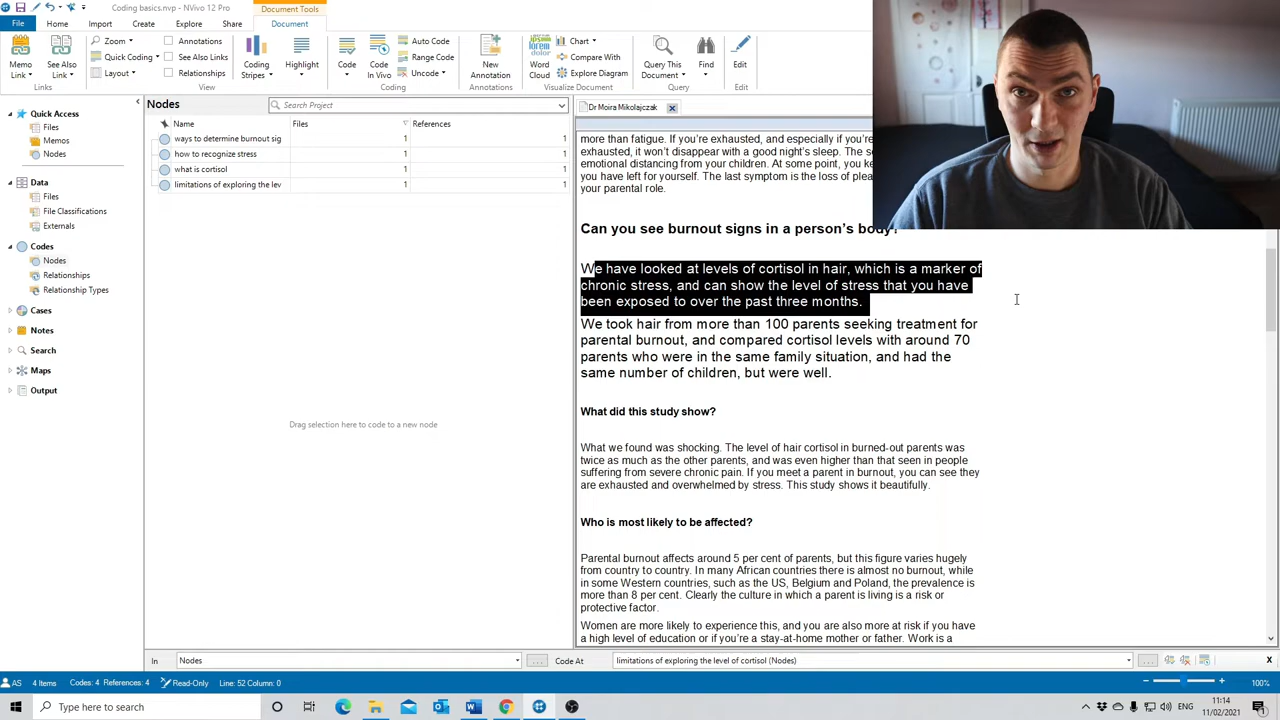 Coding basics.nvp - NVivo 12 Pro
Document Tools
File Home Import Create Explore Share Document
Memo Link
See Also Link
Zoom
Quick Coding
Layout
Annotations
See Also Links
Relationships
Coding Stripes
Highlight
Code
Code In Vivo
Auto Code
Range Code
Uncode
New Annotation
Word Cloud
Chart
Compare With
Explore Diagram
Query This Document
Find
Edit
Links View Coding Annotations Visualize Document Query Edit
Quick Access
Files
Memos
Nodes
Data
Files
File Classifications
Externals
Codes
Nodes
Relationships
Relationship Types
Cases
Notes
Search
Maps
Output
Nodes
Search Project
Name Files References
ways to determine burnout sig 1 1
how to recognize stress 1 1
what is cortisol 1 1
limitations of exploring the lev 1 1
Drag selection here to code to a new node
Dr Moira Mikolajczak
more than fatigue. If you're exhausted, and especially if you're
exhausted, it won't disappear with a good night's sleep. The se
emotional distancing from your children. At some point, you ke
you have left for yourself. The last symptom is the loss of plea
your parental role.
Can you see burnout signs in a person's body?
We have looked at levels of cortisol in hair, which is a marker of
chronic stress, and can show the level of stress that you have
been exposed to over the past three months.
We took hair from more than 100 parents seeking treatment for
parental burnout, and compared cortisol levels with around 70
parents who were in the same family situation, and had the
same number of children, but were well.
What did this study show?
What we found was shocking. The level of hair cortisol in burned-out parents was
twice as much as the other parents, and was even higher than that seen in people
suffering from severe chronic pain. If you meet a parent in burnout, you can see they
are exhausted and overwhelmed by stress. This study shows it beautifully.
Who is most likely to be affected?
Parental burnout affects around 5 per cent of parents, but this figure varies hugely
from country to country. In many African countries there is almost no burnout, while
in some Western countries, such as the US, Belgium and Poland, the prevalence is
more than 8 per cent. Clearly the culture in which a parent is living is a risk or
protective factor.
Women are more likely to experience this, and you are also more at risk if you have
a high level of education or if you're a stay-at-home mother or father. Work is a
In Nodes ... Code At limitations of exploring the level of cortisol (Nodes) ... x
AS 4 Items Codes: 4 References: 4 Read-Only Line: 52 Column: 0 100%
Type here to search
ENG
11:14
11/02/2021